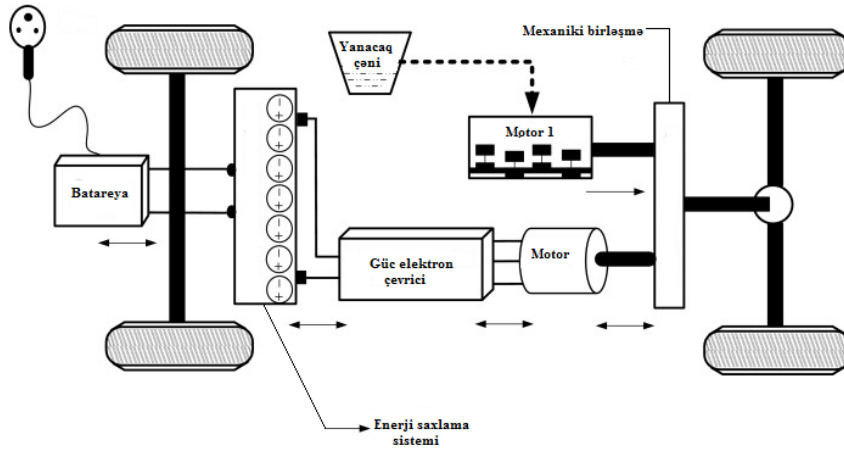 Mexaniki birləşmə
Yanacaq
çəni
Motor 1
Batareya
Güc elektron
çevrici
Motor
Enerji saxlama
sistemi